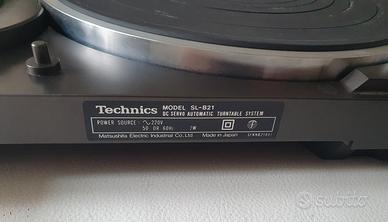 Technics MODEL SL-B21
DC SERVO AUTOMATIC TURNTABLE SYSTEM
POWER SOURCE: ∿220V
50 OR 60Hz 7W
Matsushita Electric Industrial Co., Ltd. Made in Japan
subito